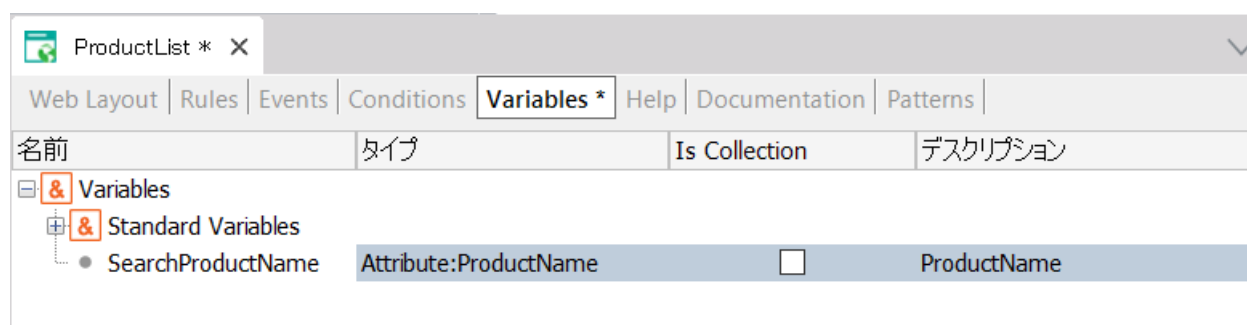 ProductList *
Web Layout Rules Events Conditions Variables * Help Documentation Patterns
名前 タイプ Is Collection デスクリプション
& Variables
& Standard Variables
SearchProductName Attribute:ProductName ProductName